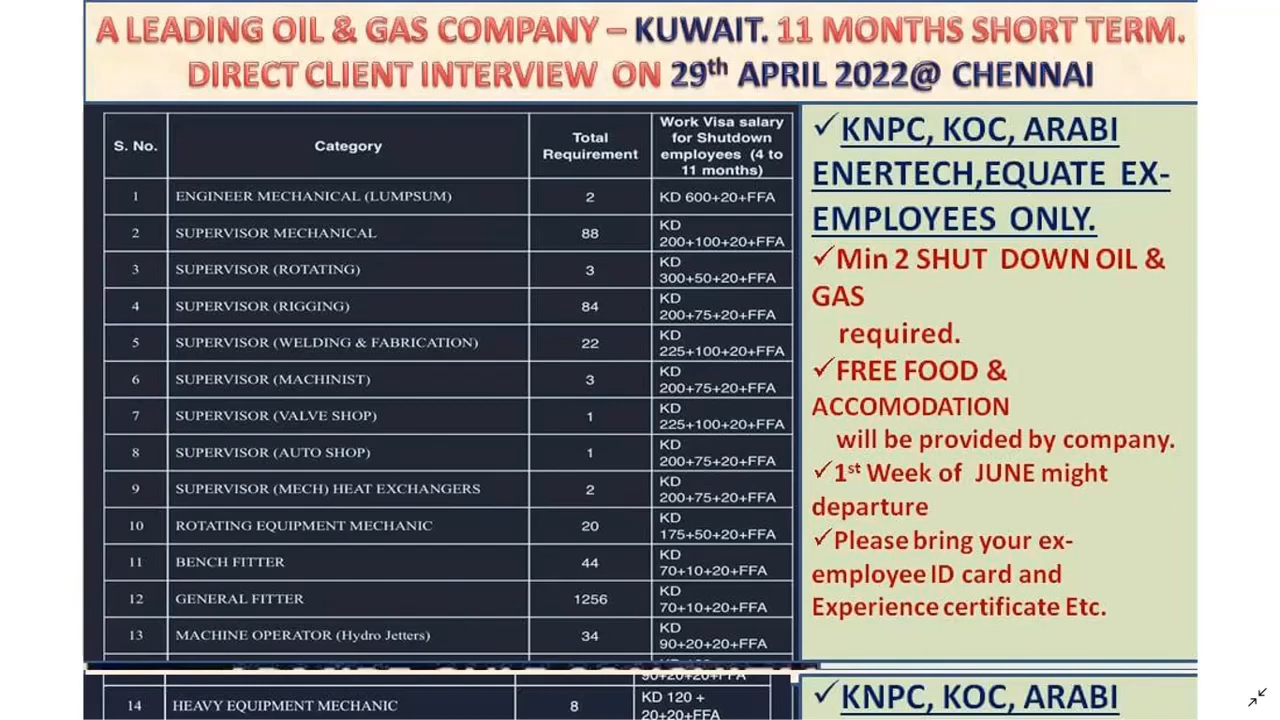 A LEADING OIL & GAS COMPANY – KUWAIT. 11 MONTHS SHORT TERM.
DIRECT CLIENT INTERVIEW ON 29th APRIL 2022@ CHENNAI
S. No. Category Total Requirement Work Visa salary for Shutdown employees (4 to 11 months)
1 ENGINEER MECHANICAL (LUMPSUM) 2 KD 600+20+FFA
2 SUPERVISOR MECHANICAL 88 KD 200+100+20+FFA
3 SUPERVISOR (ROTATING) 3 KD 300+50+20+FFA
4 SUPERVISOR (RIGGING) 84 KD 200+75+20+FFA
5 SUPERVISOR (WELDING & FABRICATION) 22 KD 225+100+20+FFA
6 SUPERVISOR (MACHINIST) 3 KD 200+75+20+FFA
7 SUPERVISOR (VALVE SHOP) 1 KD 225+100+20+FFA
8 SUPERVISOR (AUTO SHOP) 1 KD 200+75+20+FFA
9 SUPERVISOR (MECH) HEAT EXCHANGERS 2 KD 200+75+20+FFA
10 ROTATING EQUIPMENT MECHANIC 20 KD 175+50+20+FFA
11 BENCH FITTER 44 KD 70+10+20+FFA
12 GENERAL FITTER 1256 KD 70+10+20+FFA
13 MACHINE OPERATOR (Hydro Jetters) 34 KD 90+20+20+FFA
✓KNPC, KOC, ARABI
ENERTECH,EQUATE EX-
EMPLOYEES ONLY.
✓Min 2 SHUT DOWN OIL &
GAS
required.
✓FREE FOOD &
ACCOMODATION
will be provided by company.
✓1st Week of JUNE might
departure
✓Please bring your ex-
employee ID card and
Experience certificate Etc.
90+20+20+FFA
14 HEAVY EQUIPMENT MECHANIC 8 KD 120 + 20+20+FFA
✓KNPC, KOC, ARABI